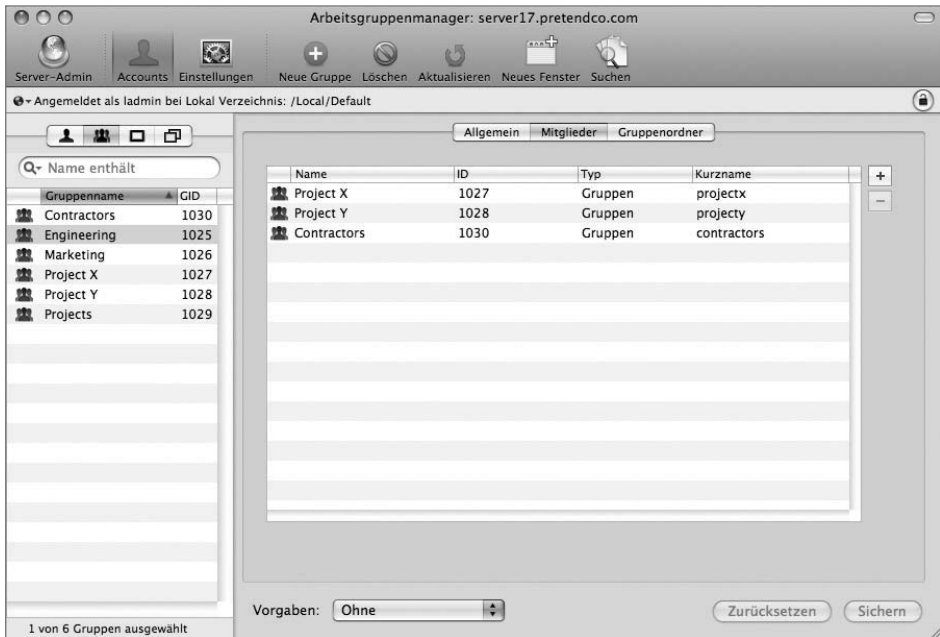 Arbeitsgruppenmanager: server17.pretendco.com
Server-Admin Accounts Einstellungen Neue Gruppe Löschen Aktualisieren Neues Fenster Suchen
Angemeldet als ladmin bei Lokal Verzeichnis: /Local/Default
Name enthält
Gruppenname GID
Contractors 1030
Engineering 1025
Marketing 1026
Project X 1027
Project Y 1028
Projects 1029
1 von 6 Gruppen ausgewählt
Allgemein Mitglieder Gruppenordner
Name ID Typ Kurzname
Project X 1027 Gruppen projectx
Project Y 1028 Gruppen projecty
Contractors 1030 Gruppen contractors
Vorgaben: Ohne
Zurücksetzen Sichern